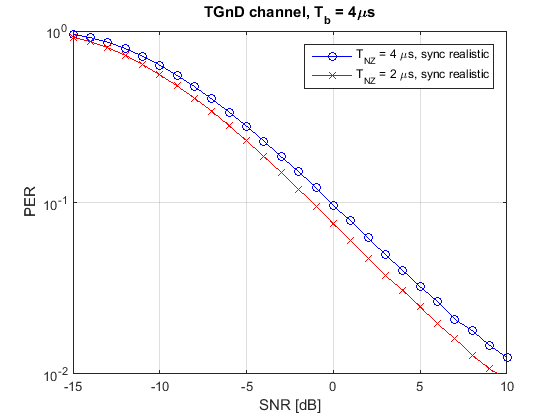 TGnD channel, T_b = 4μs
10^0
T_NZ = 4 μs, sync realistic
T_NZ = 2 μs, sync realistic
PER
10^-1
10^-2
-15
-10
-5
0
5
10
SNR [dB]